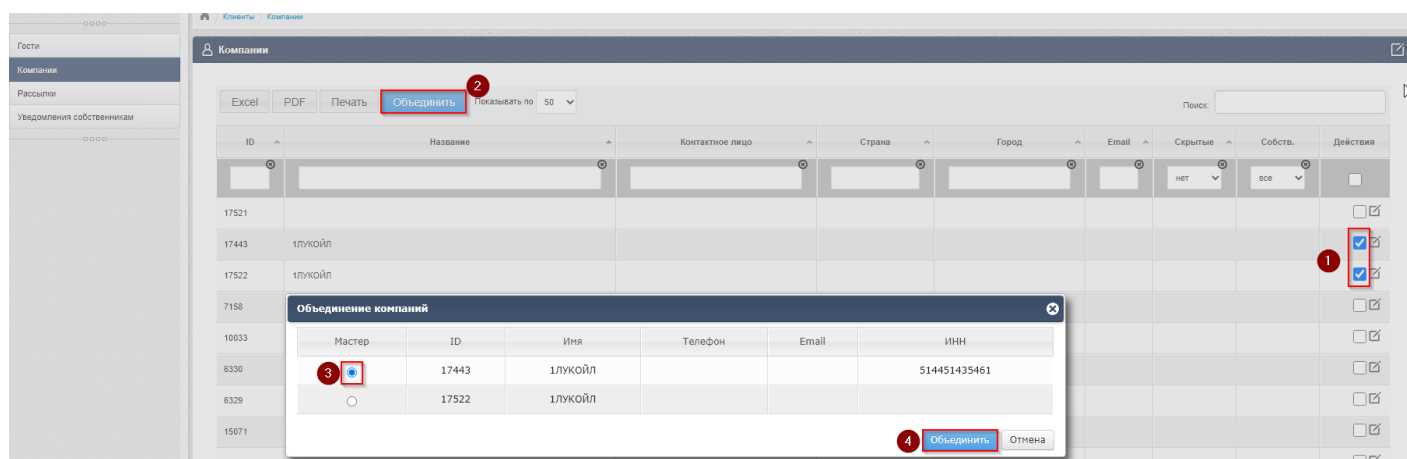 Клиенты / Компании
Гости
Компании
Рассылки
Уведомления собственникам
Компании
2
Excel PDF Печать Объединить Показывать по 50 Поиск:
ID Название Контактное лицо Страна Город Email Скрытые Собств. Действия
нет все
17521
17443 1ЛУКОЙЛ
1
17522 1ЛУКОЙЛ
7158
10033
6330
6329
15071
Объединение компаний
Мастер ID Имя Телефон Email ИНН
3 17443 1ЛУКОЙЛ 514451435461
17522 1ЛУКОЙЛ
4 Объединить Отмена